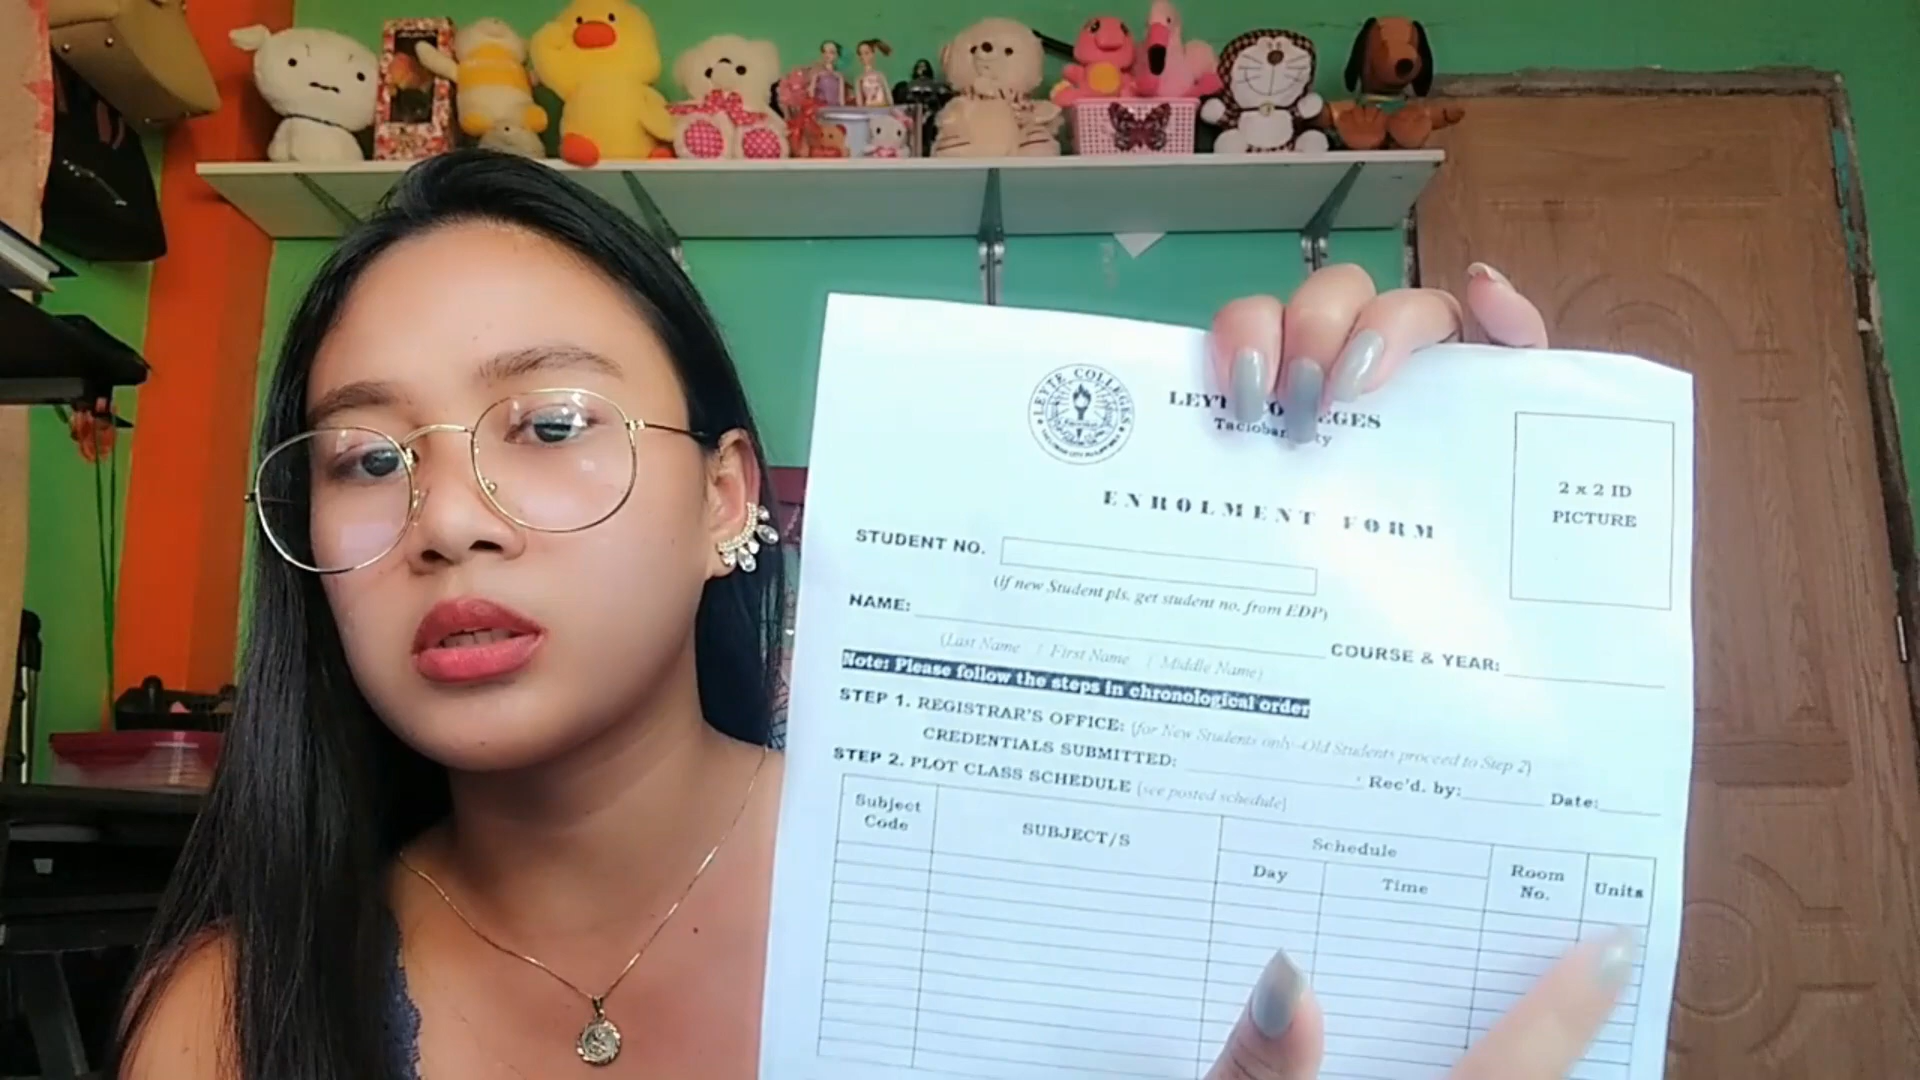 LEYTE COLLEGES
LEYTE COLLEGES
Tacloban City
2 x 2 ID
PICTURE
ENROLMENT FORM
STUDENT NO.
(if new Student pls. get student no. from EDP)
NAME: COURSE & YEAR:
(Last Name / First Name / Middle Name)
Note: Please follow the steps in chronological order
STEP 1. REGISTRAR'S OFFICE: (for New Students only-Old Students proceed to Step 2)
CREDENTIALS SUBMITTED: Rec'd. by: Date:
STEP 2. PLOT CLASS SCHEDULE (see posted schedule)
Subject Code SUBJECT/S Schedule Room No. Units
Day Time